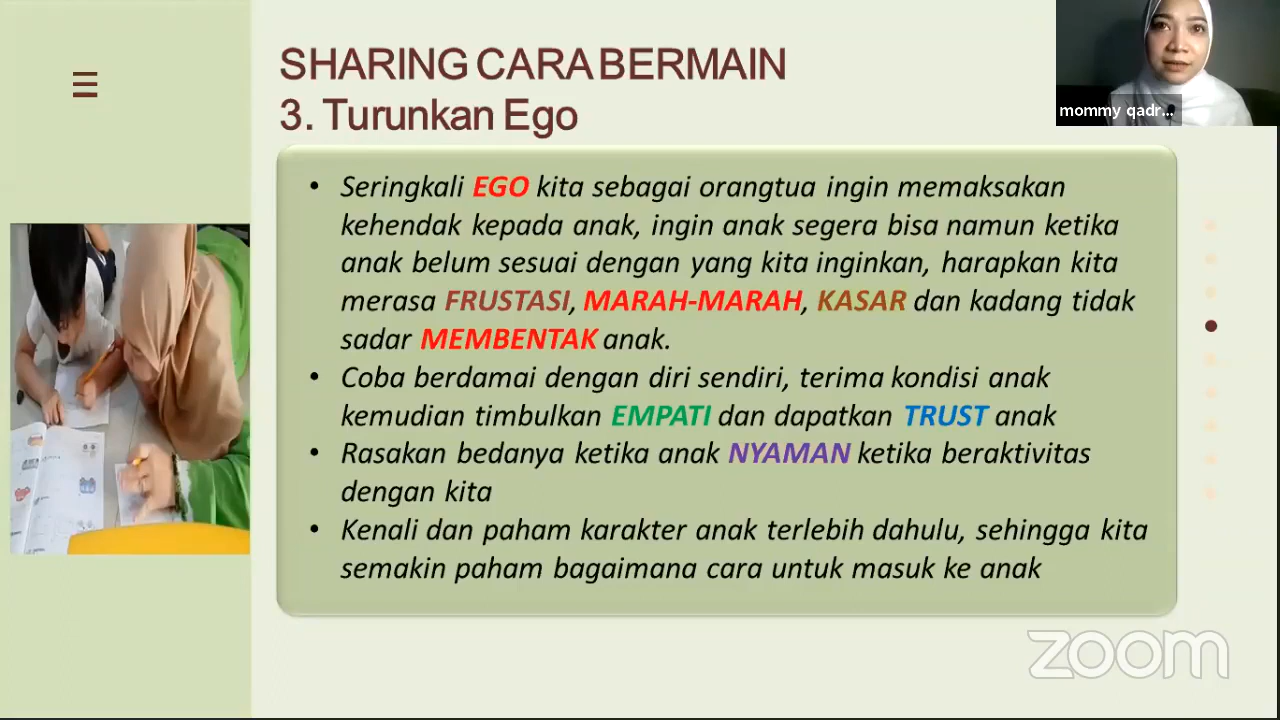 SHARING CARA BERMAIN
3. Turunkan Ego
mommy qadr...
• Seringkali EGO kita sebagai orangtua ingin memaksakan
kehendak kepada anak, ingin anak segera bisa namun ketika
anak belum sesuai dengan yang kita inginkan, harapkan kita
merasa FRUSTASI, MARAH-MARAH, KASAR dan kadang tidak
sadar MEMBENTAK anak.
• Coba berdamai dengan diri sendiri, terima kondisi anak
kemudian timbulkan EMPATI dan dapatkan TRUST anak
• Rasakan bedanya ketika anak NYAMAN ketika beraktivitas
dengan kita
• Kenali dan paham karakter anak terlebih dahulu, sehingga kita
semakin paham bagaimana cara untuk masuk ke anak
zoom